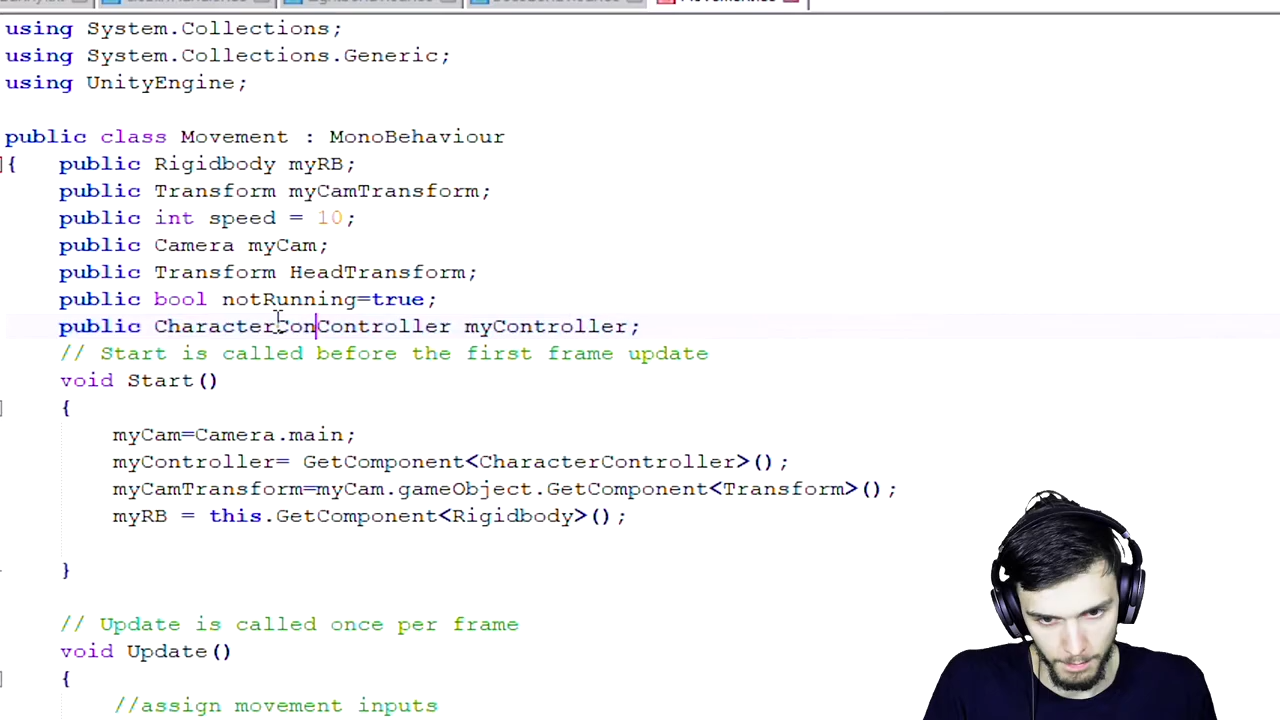 using System.Collections;
using System.Collections.Generic;
using UnityEngine;
public class Movement : MonoBehaviour
{ public Rigidbody myRB;
public Transform myCamTransform;
public int speed = 10;
public Camera myCam;
public Transform HeadTransform;
public bool notRunning=true;
public CharacterConController myController;
// Start is called before the first frame update
void Start()
{
myCam=Camera.main;
myController= GetComponent<CharacterController>();
myCamTransform=myCam.gameObject.GetComponent<Transform>();
myRB = this.GetComponent<Rigidbody>();
}
// Update is called once per frame
void Update()
{
//assign movement inputs